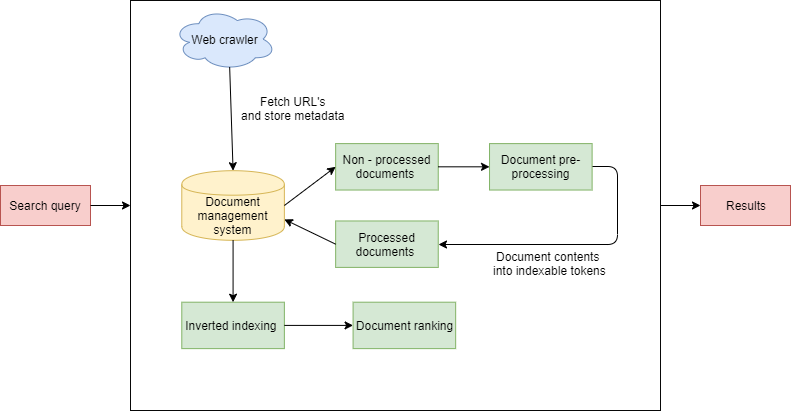 Web crawler
Fetch URL's
and store metadata
Non - processed
documents
Document pre-
processing
Search query
Document
management
system
Results
Processed
documents
Document contents
into indexable tokens
Inverted indexing
Document ranking